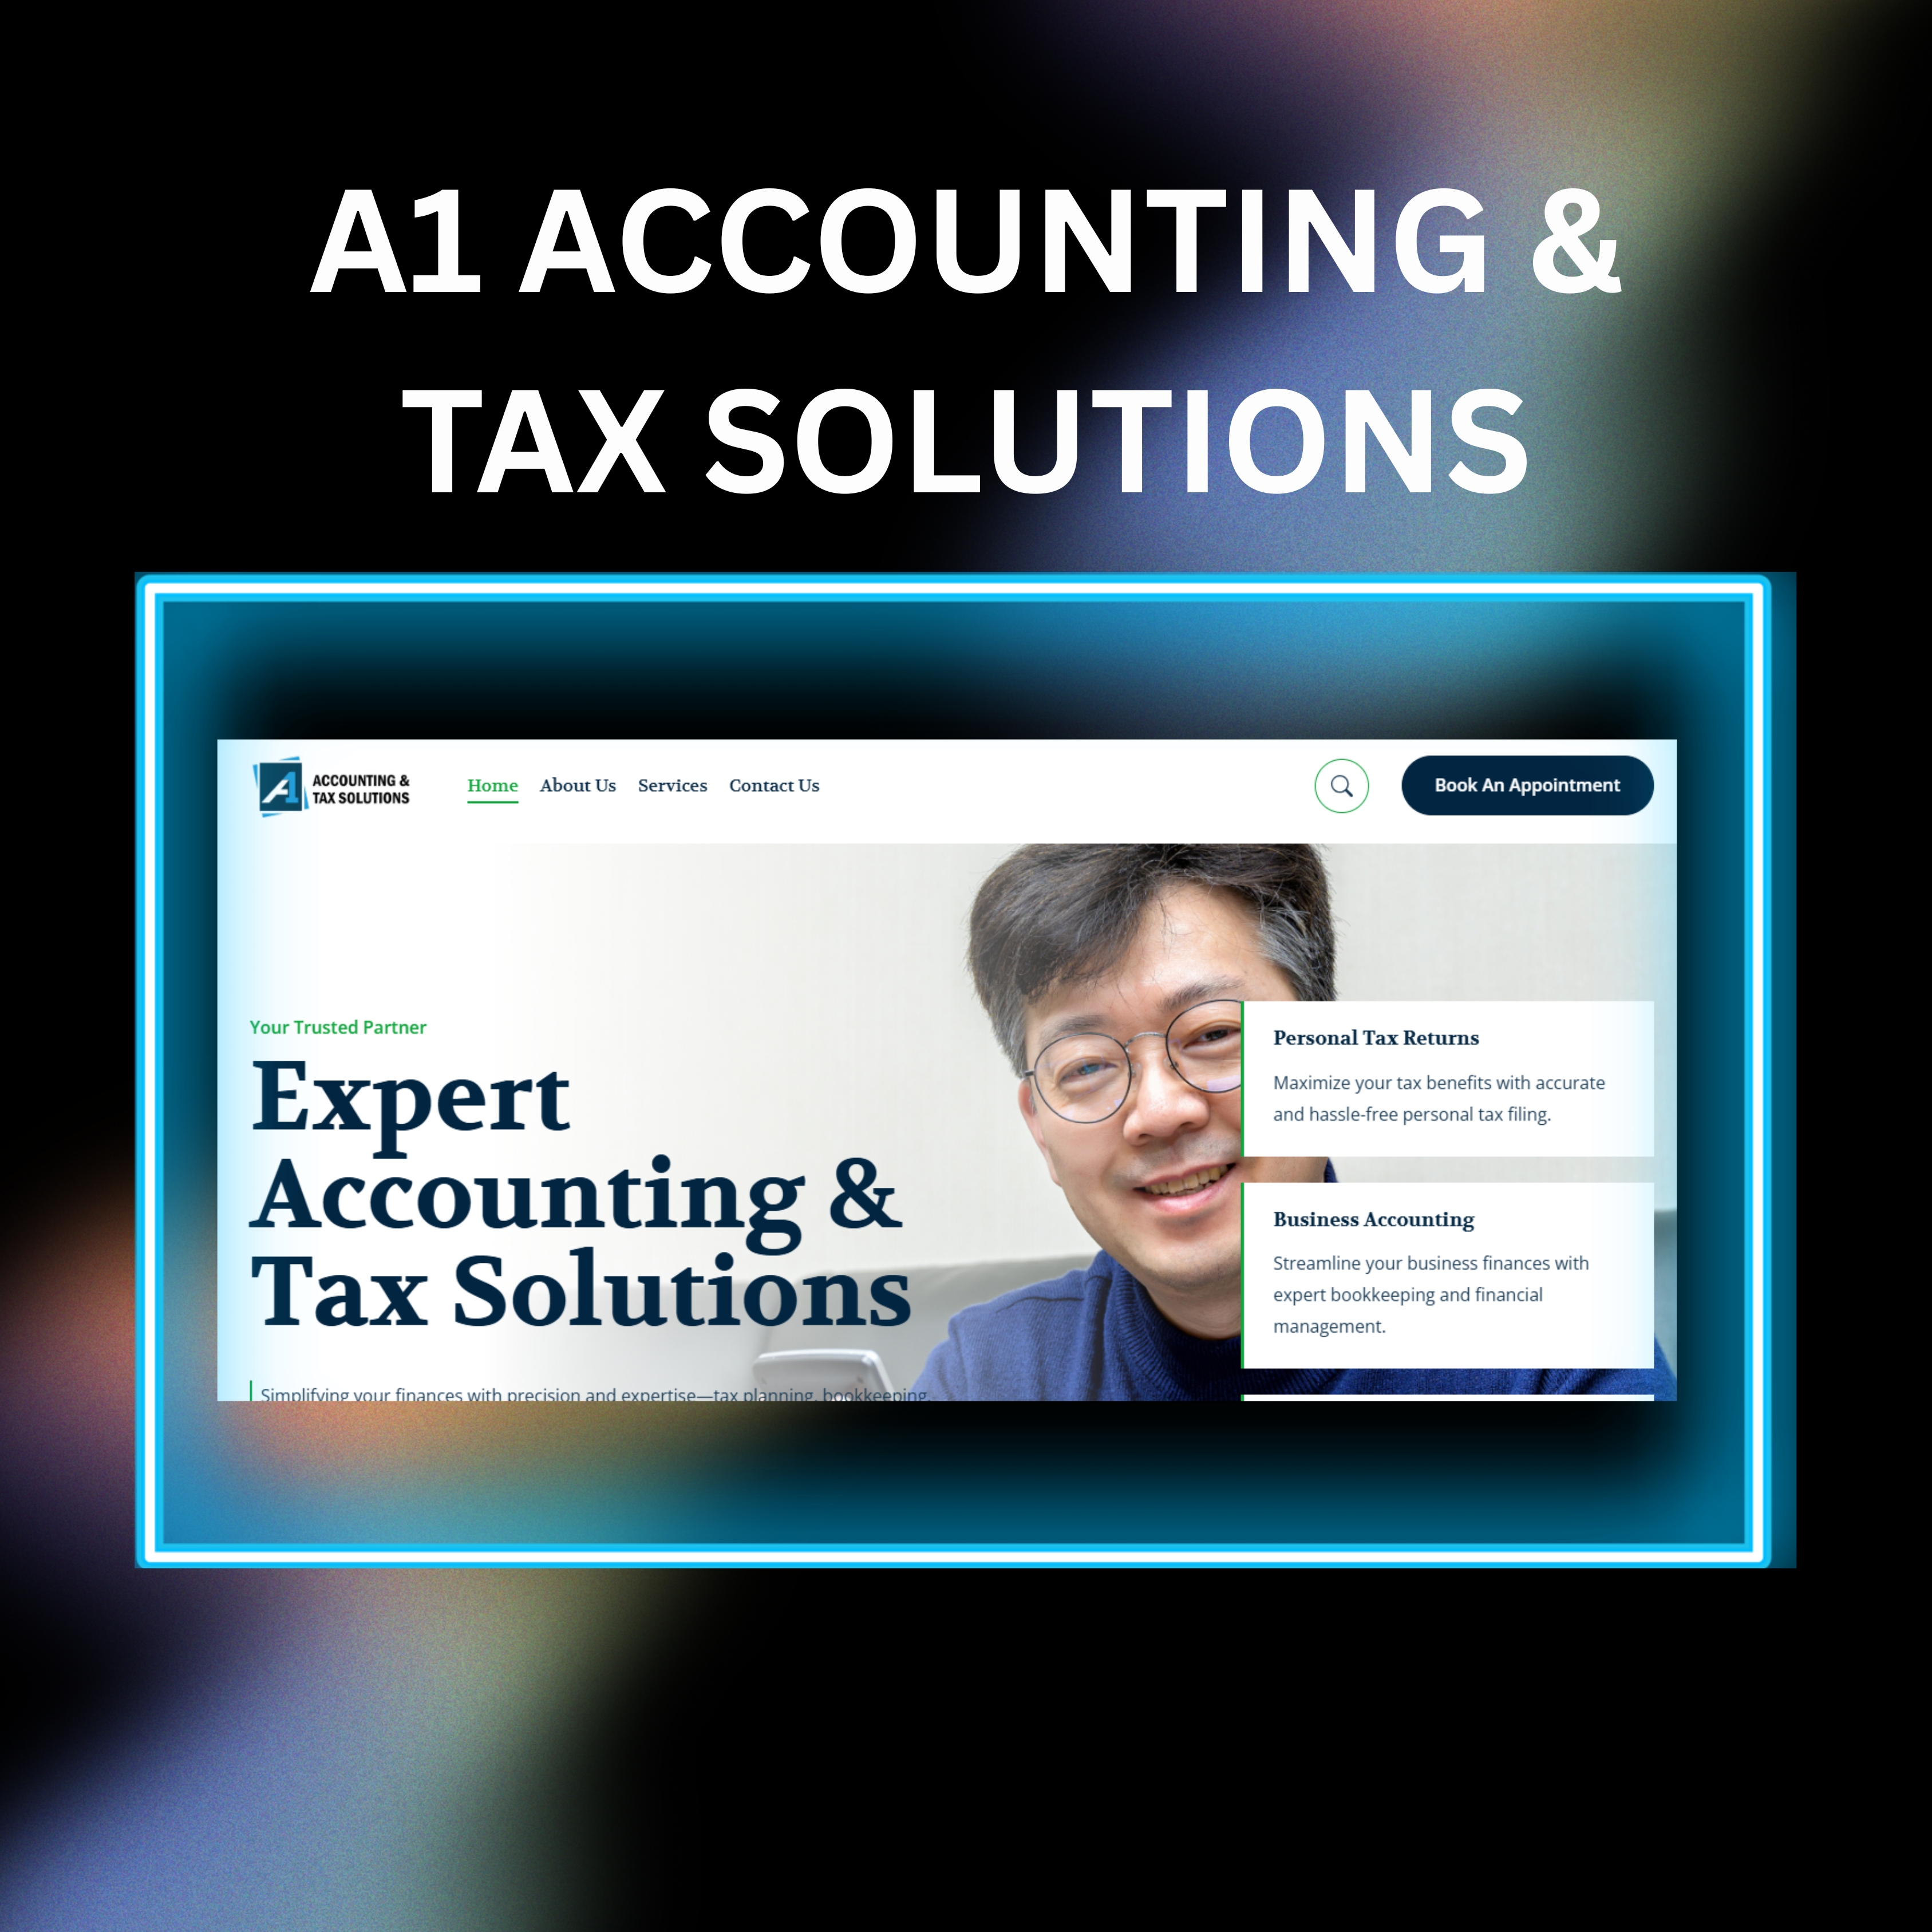 A1 ACCOUNTING &
TAX SOLUTIONS
ACCOUNTING &
TAX SOLUTIONS
Home About Us Services Contact Us
Book An Appointment
Your Trusted Partner
Expert
Accounting &
Tax Solutions
Simplifying your finances with precision and expertise—tax planning, bookkeeping,
Personal Tax Returns
Maximize your tax benefits with accurate
and hassle-free personal tax filing.
Business Accounting
Streamline your business finances with
expert bookkeeping and financial
management.